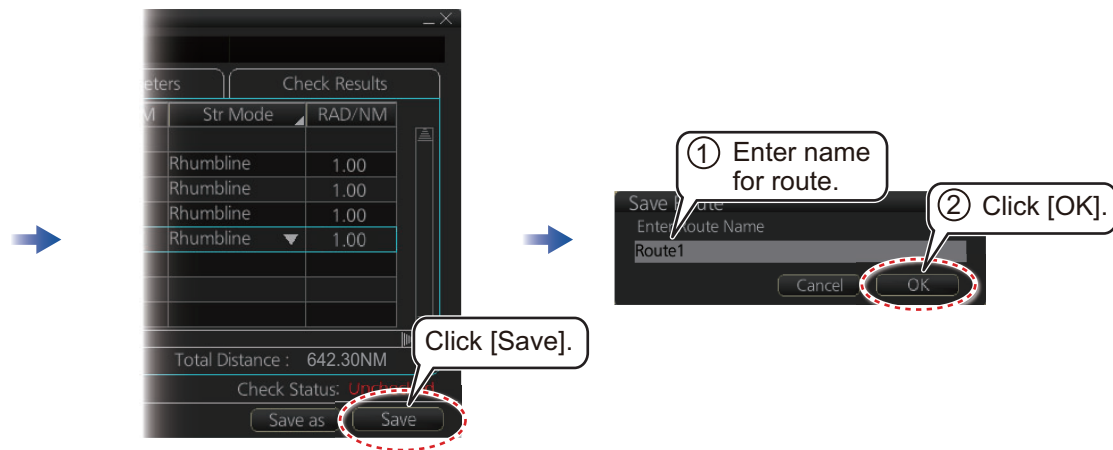 eters
Check Results
M Str Mode RAD/NM
Rhumbline 1.00
Rhumbline 1.00
Rhumbline 1.00
Rhumbline 1.00
Total Distance : 642.30NM
Click [Save].
Check Status:
Save as Save
① Enter name
for route.
② Click [OK].
Save Route
Enter Route Name
Route1
Cancel OK